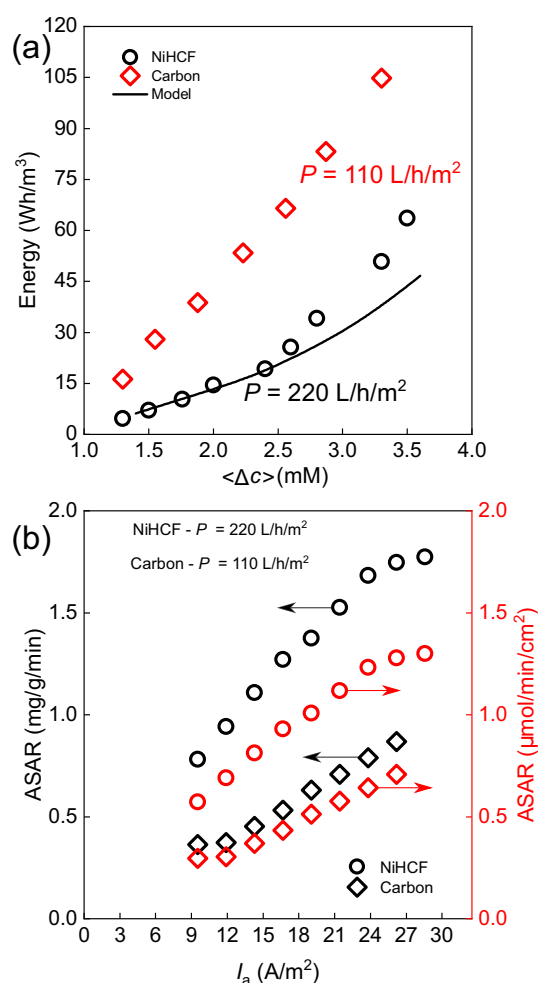 (a)
NiHCF
Carbon
Model
P = 110 L/h/m²
P = 220 L/h/m²
Energy (Wh/m³)
105
90
75
60
45
30
15
0
1.0 1.5 2.0 2.5 3.0 3.5 4.0
<Δc> (mM)
(b)
NiHCF - P = 220 L/h/m²
Carbon - P = 110 L/h/m²
ASAR (mg/g/min)
2.0
1.5
1.0
0.5
0.0
ASAR (μmol/min/cm²)
2.0
1.5
1.0
0.5
0.0
NiHCF
Carbon
0 3 6 9 12 15 18 21 24 27 30
Iₐ (A/m²)